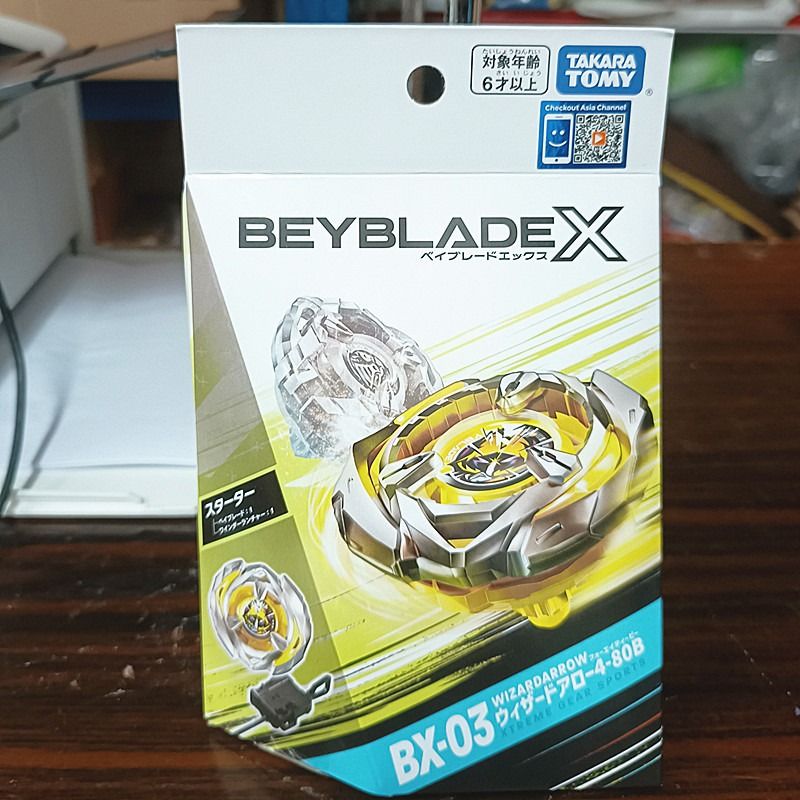 たいしょうねんれい
対象年齢
さい いじょう
6才以上
TAKARA
TOMY
®
Checkout Asia Channel
BEYBLADE X
ベイブレードエックス
スターター
ベイブレード:1
ワインダーランチャー:1
BX-03
WIZARDARROW フォーエイティービー
ウィザードアロー4-80B
XTREME GEAR SPORTS